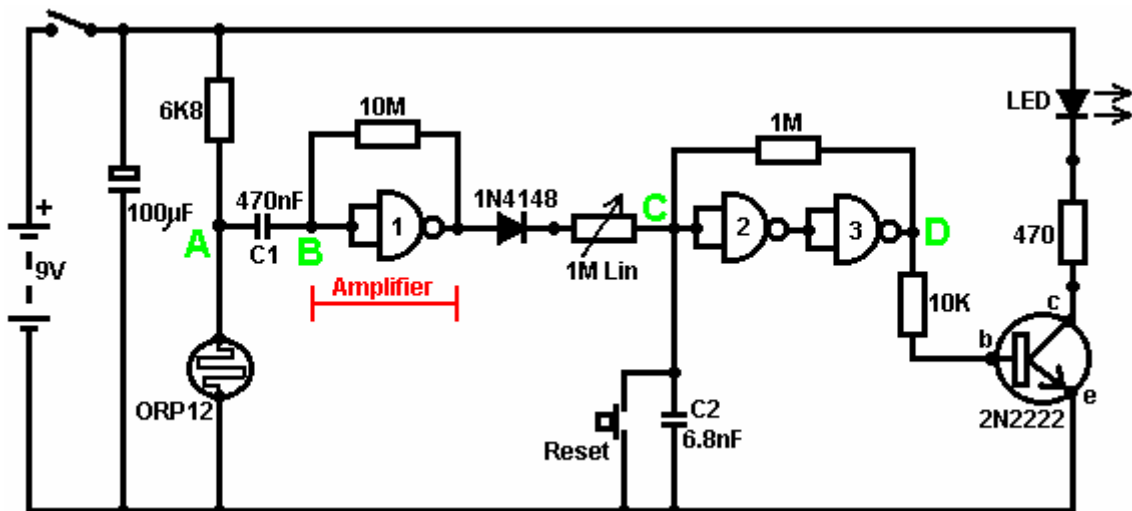 6K8
10M
1M
LED
+
470nF
1N4148
C
100µF
A
C1
B
1
2
3
D
470
9V
1M Lin
Amplifier
10K
c
b
ORP12
C2
e
Reset
6.8nF
2N2222